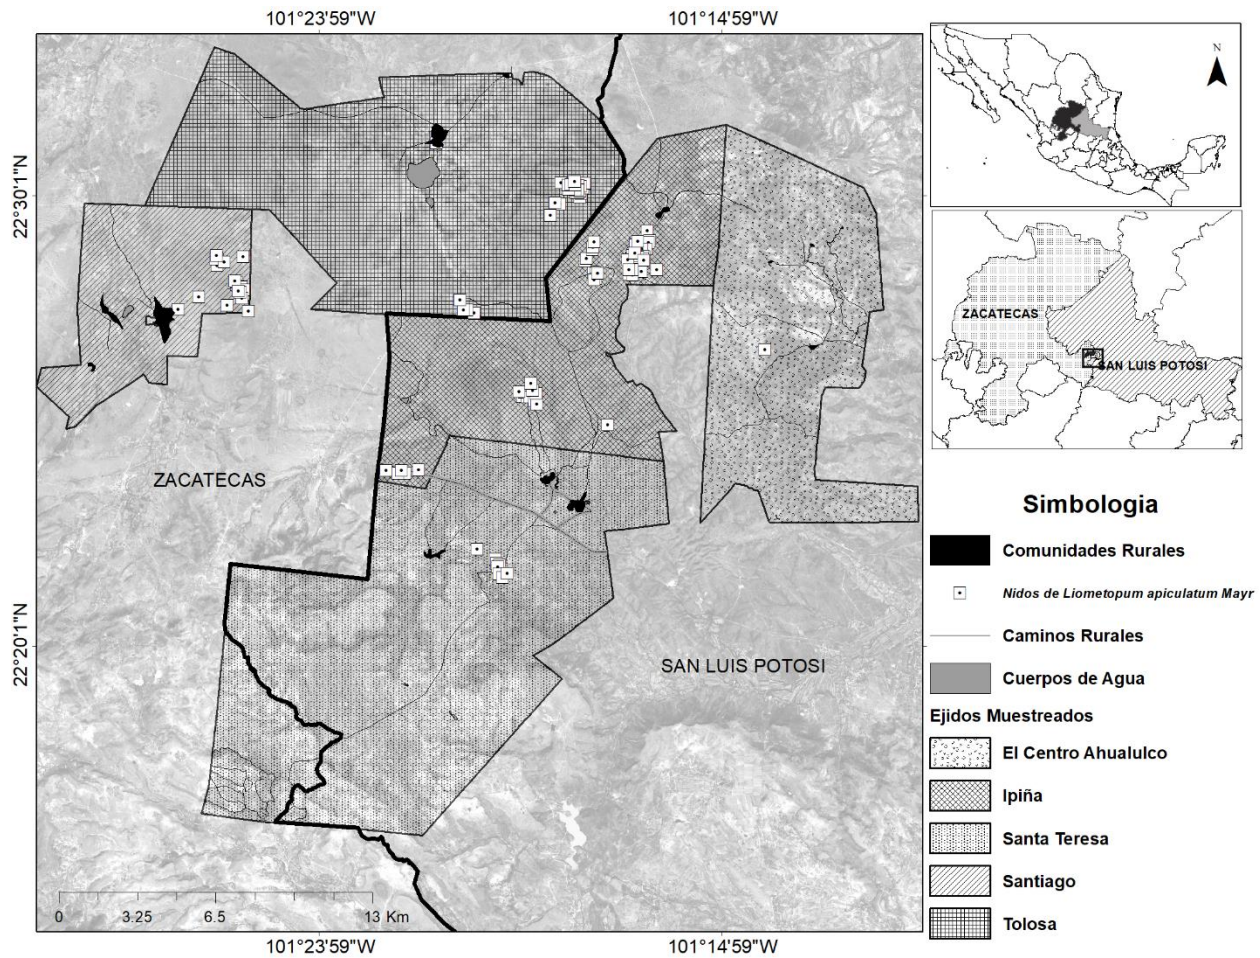 101°23'59"W
101°14'59"W
22°30'1"N
22°20'1"N
ZACATECAS
SAN LUIS POTOSI
0
3.25
6.5
13 Km
101°23'59"W
101°14'59"W
N
ZACATECAS
SAN LUIS POTOSI
Simbologia
Comunidades Rurales
Nidos de Liometopum apiculatum Mayr
Caminos Rurales
Cuerpos de Agua
Ejidos Muestreados
El Centro Ahualulco
Ipiña
Santa Teresa
Santiago
Tolosa